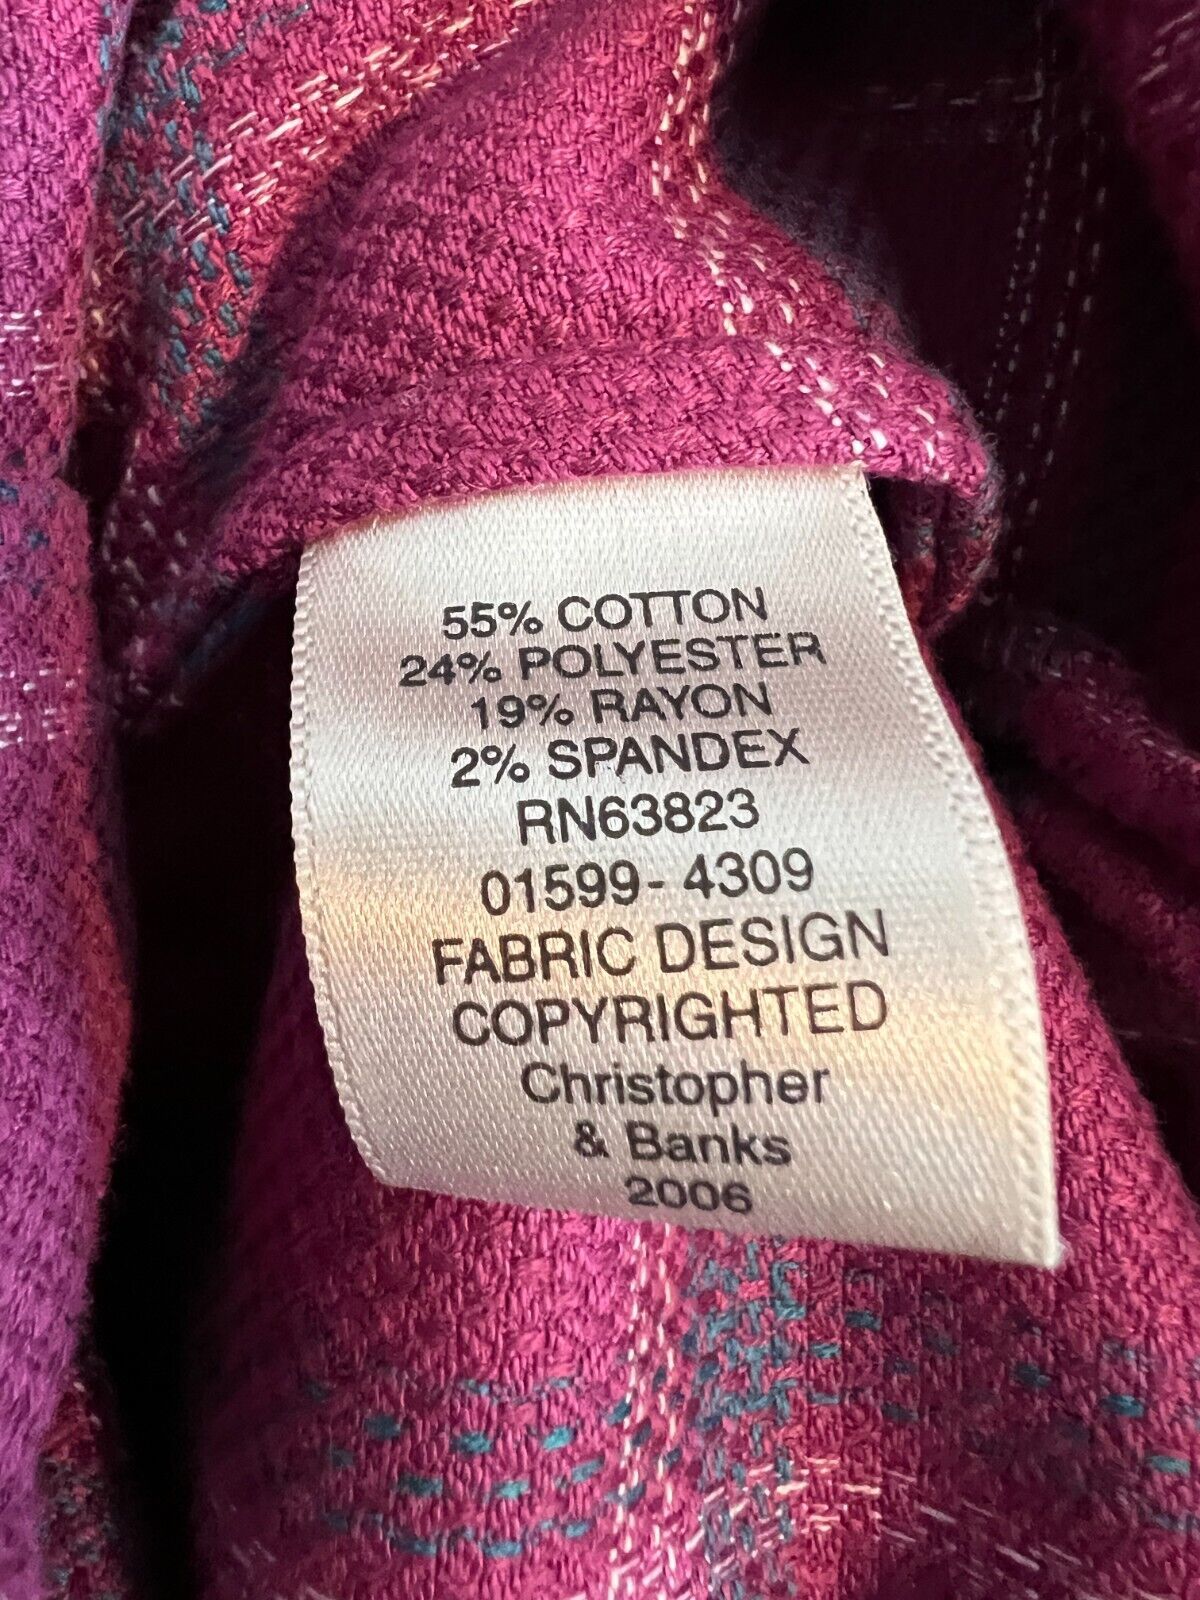 55% COTTON
24% POLYESTER
19% RAYON
2% SPANDEX
RN63823
01599-4309
FABRIC DESIGN
COPYRIGHTED
Christopher
& Banks
2006